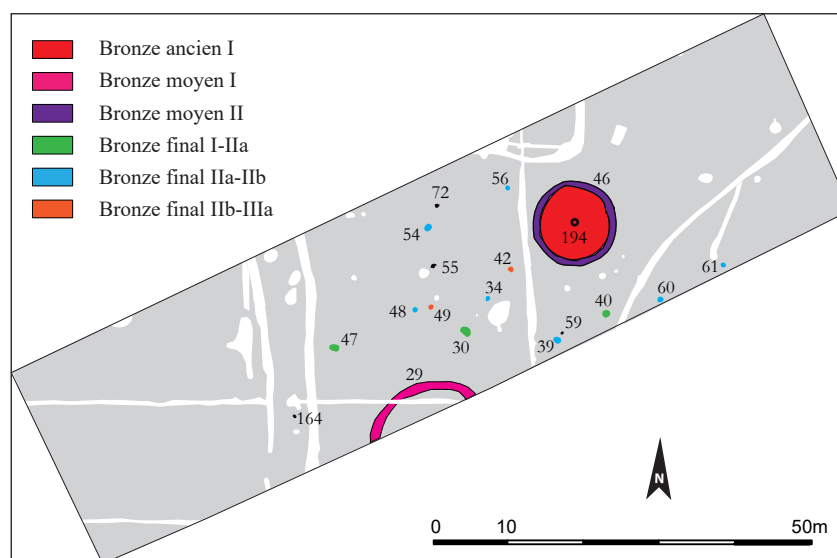 Bronze ancien I
Bronze moyen I
Bronze moyen II
Bronze final I-IIa
Bronze final IIa-IIb
Bronze final IIb-IIIa
56
46
72
54
194
55
42
61
34
48
49
40
60
47
30
59
39
29
164
N
0 10 50m